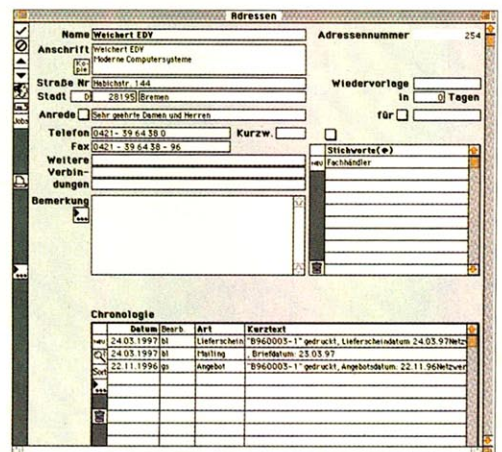 Adressen
Name Weichert EDV Adressennummer 254
Anschrift Weichert EDV
Moderne Computersysteme
Ko
pie
Straße Nr Habichstr. 144 Wiedervorlage
Stadt D 28195 Bremen in 0 Tagen
Jobs
Anrede Sehr geehrte Damen und Herren für
Telefon 0421 - 39 64 38 0 Kurzw.
Fax 0421 - 39 64 38 - 96
Weitere Stichworte(◆)
Verbin- NEU Fachhändler
dungen
Bemerkung
Chronologie
Datum Bearb. Art Kurztext
NEU 24.03.1997 bl Lieferschein "B960003-1" gedruckt, Lieferscheindatum 24.03.97Netzw
24.03.1997 bl Mailing , Briefdatum: 23.03.97
Sort 22.11.1996 gs Angebot "B960003-1" gedruckt, Angebotsdatum: 22.11.96Netzwer